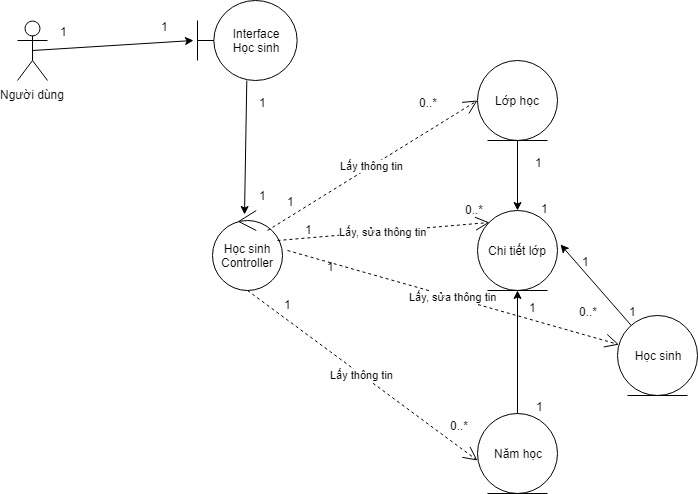 Interface
Học sinh
1
1
Người dùng
1
1
Học sinh
Controller
Lớp học
0..*
Lấy thông tin
1
1
1
Chi tiết lớp
0..*
Lấy, sửa thông tin
1
1
Lấy, sửa thông tin
0..*
1
1
Học sinh
1
Lấy thông tin
0..*
1
1
Năm học